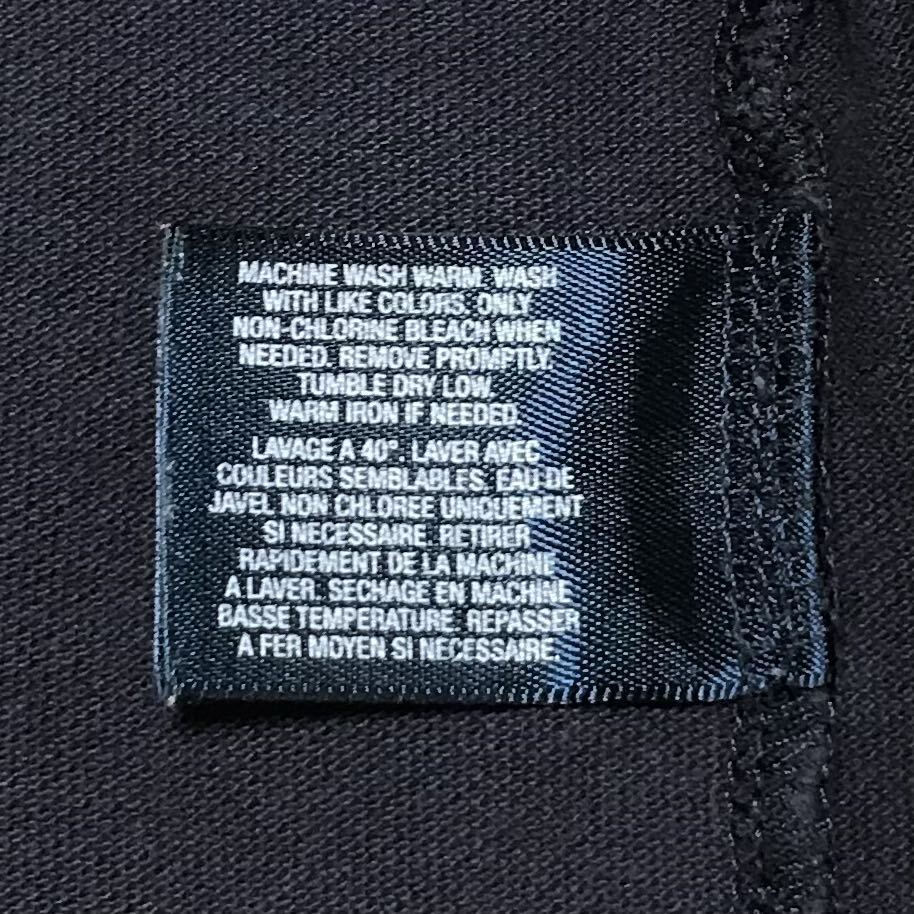 MACHINE WASH WARM. WASH
WITH LIKE COLORS. ONLY
NON-CHLORINE BLEACH WHEN
NEEDED. REMOVE PROMPTLY.
TUMBLE DRY LOW.
WARM IRON IF NEEDED.
LAVAGE A 40°. LAVER AVEC
COULEURS SEMBLABLES. EAU DE
JAVEL NON CHLOREE UNIQUEMENT
SI NECESSAIRE. RETIRER
RAPIDEMENT DE LA MACHINE
A LAVER. SECHAGE EN MACHINE
BASSE TEMPERATURE. REPASSER
A FER MOYEN SI NECESSAIRE.